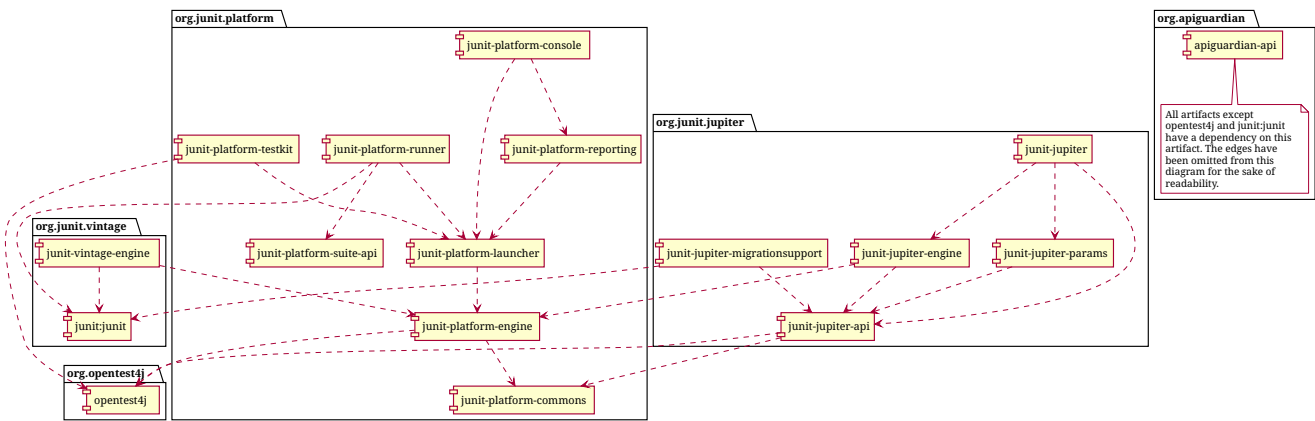 org.junit.platform
junit-platform-console
junit-platform-testkit
junit-platform-runner
junit-platform-reporting
junit-platform-suite-api
junit-platform-launcher
junit-platform-engine
junit-platform-commons
org.junit.vintage
junit-vintage-engine
junit:junit
org.opentest4j
opentest4j
org.junit.jupiter
junit-jupiter
junit-jupiter-migrationsupport
junit-jupiter-engine
junit-jupiter-params
junit-jupiter-api
org.apiguardian
apiguardian-api
All artifacts except
opentest4j and junit:junit
have a dependency on this
artifact. The edges have
been omitted from this
diagram for the sake of
readability.